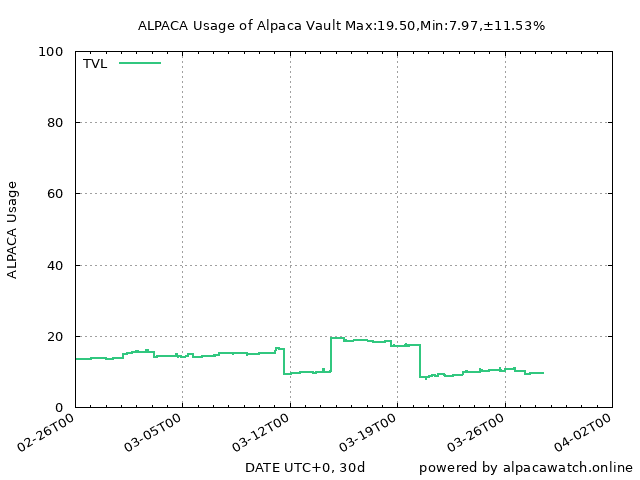 ALPACA Usage of Alpaca Vault Max:19.50,Min:7.97,±11.53%
100
80
60
40
20
0
ALPACA Usage
TVL
02-26T00
03-05T00
03-12T00
03-19T00
03-26T00
04-02T00
DATE UTC+0, 30d
powered by alpacawatch.online